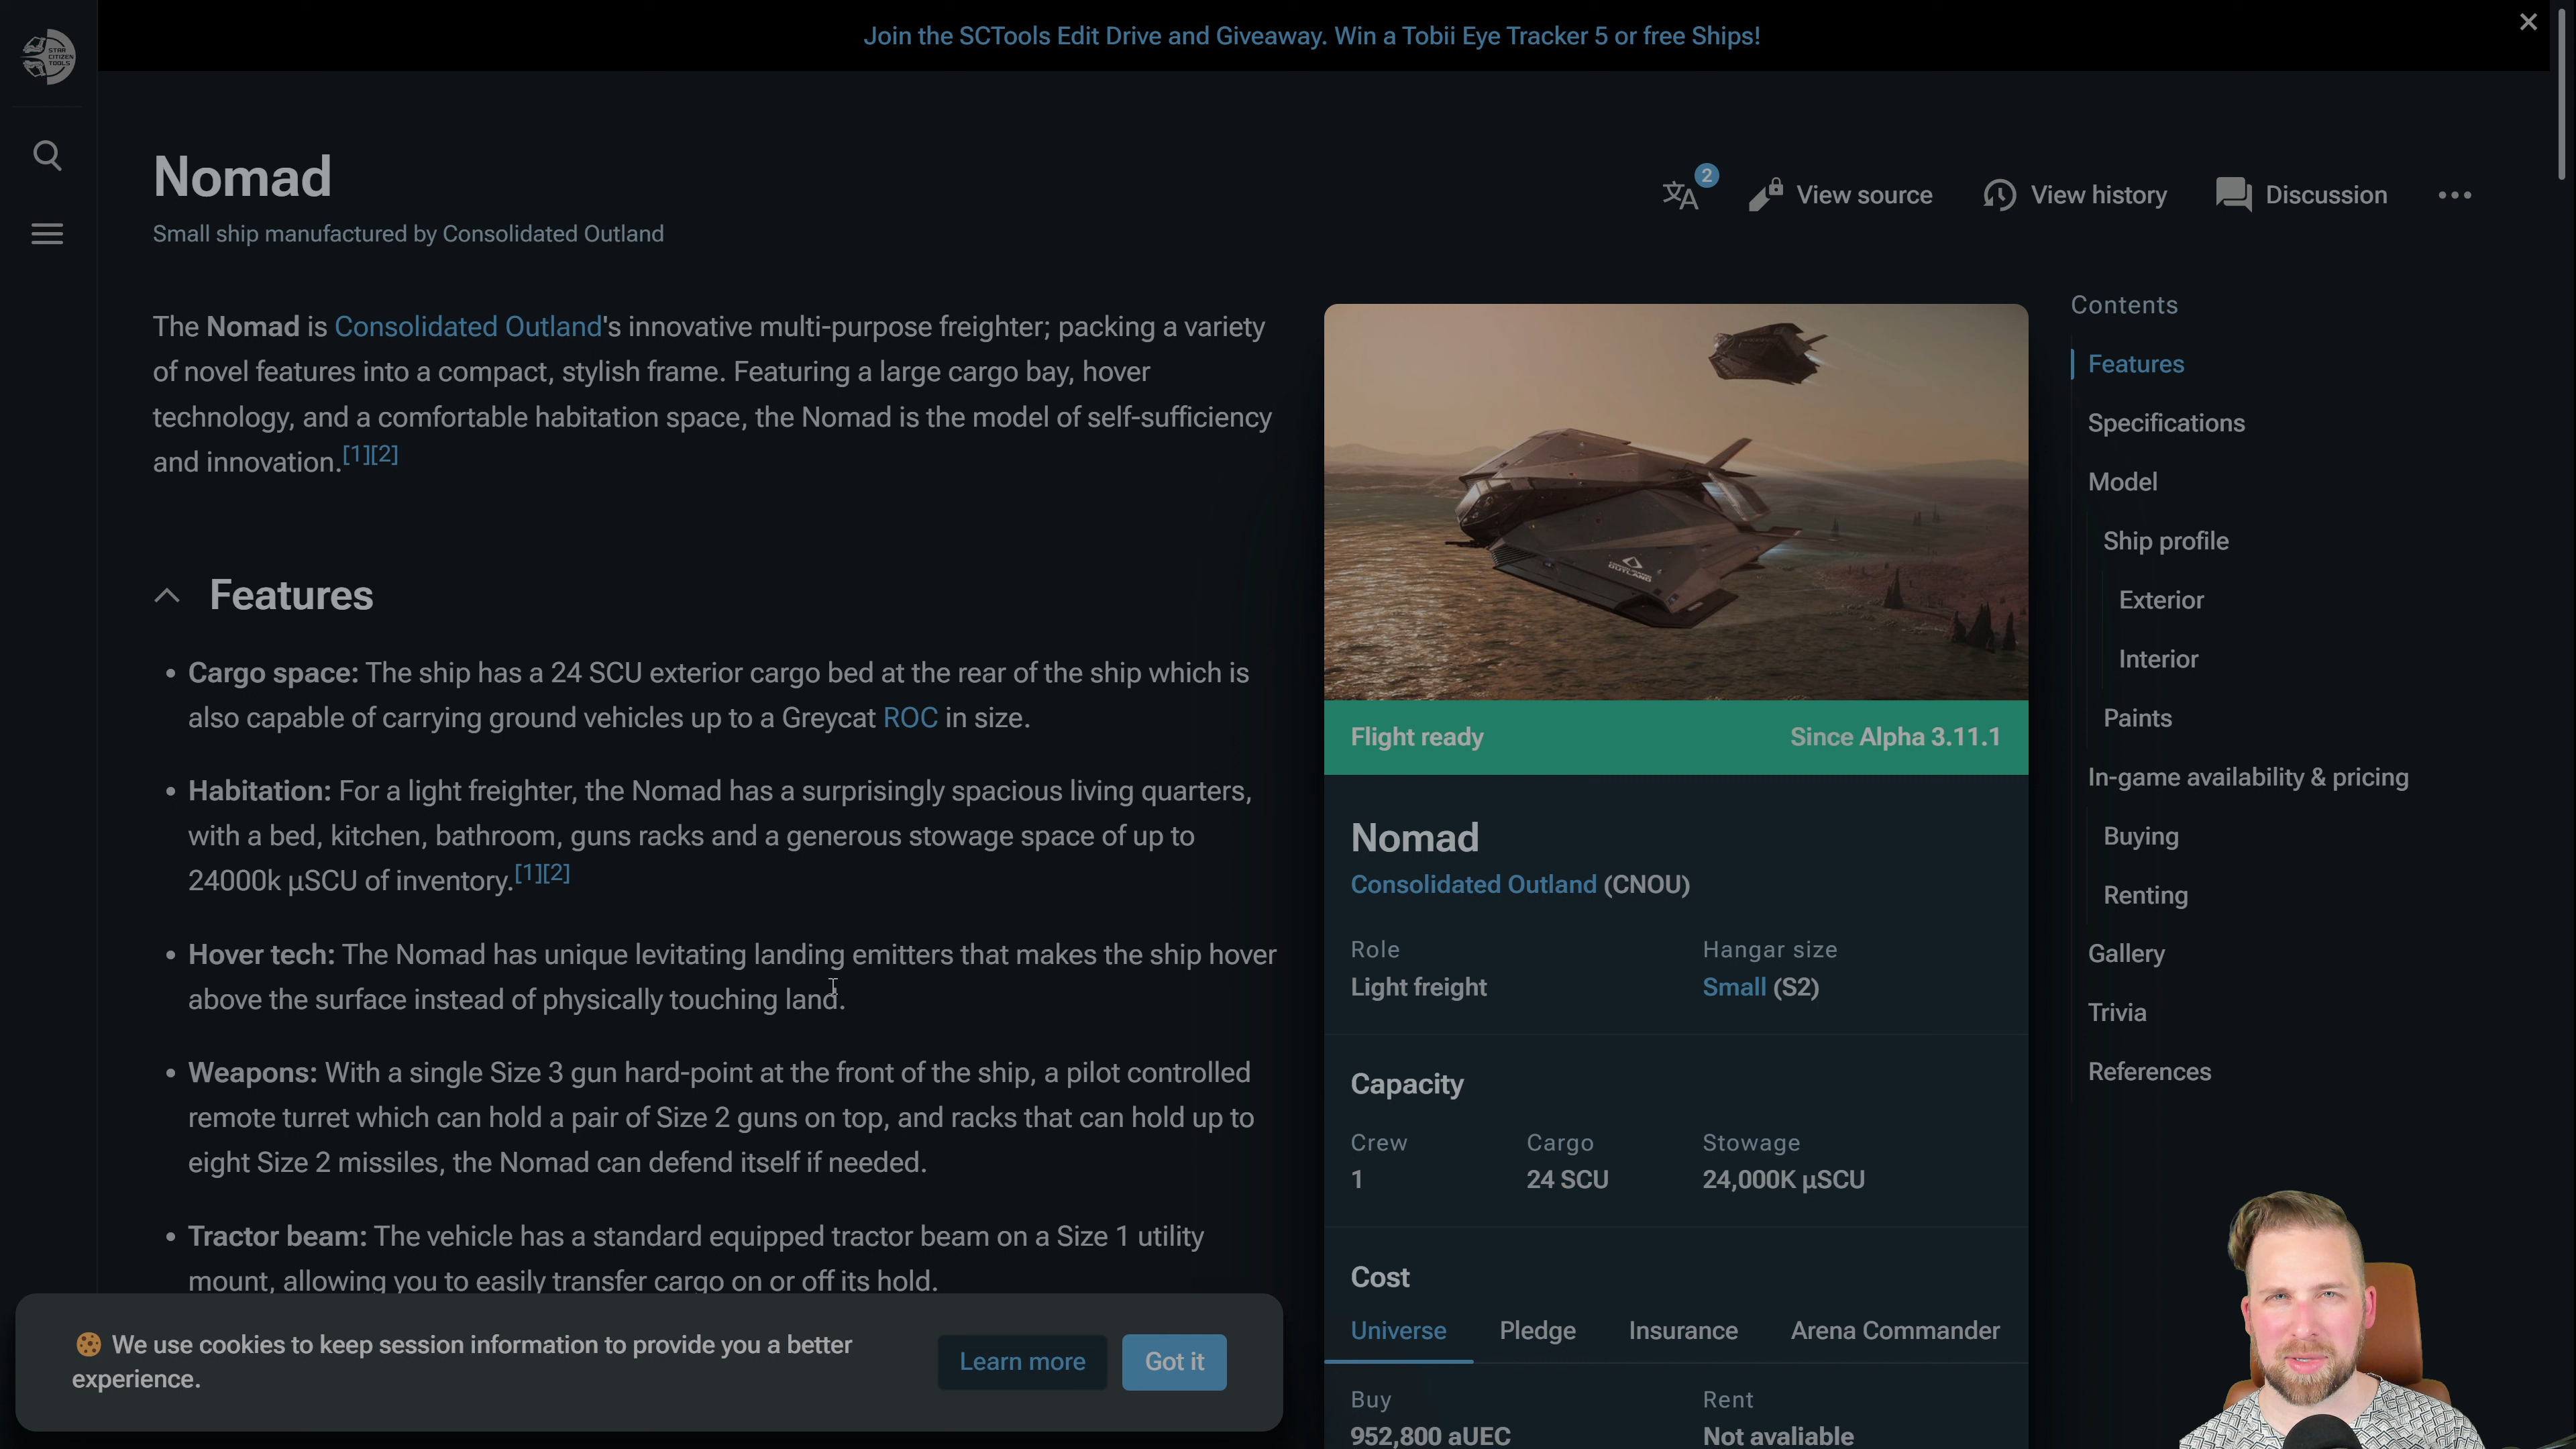 Join the SCTools Edit Drive and Giveaway. Win a Tobii Eye Tracker 5 or free Ships!
STAR
CITIZEN
TOOLS
Nomad
Small ship manufactured by Consolidated Outland
2
View source
View history
Discussion
The Nomad is Consolidated Outland's innovative multi-purpose freighter; packing a variety
of novel features into a compact, stylish frame. Featuring a large cargo bay, hover
technology, and a comfortable habitation space, the Nomad is the model of self-sufficiency
and innovation.[1][2]
Features
• Cargo space: The ship has a 24 SCU exterior cargo bed at the rear of the ship which is
also capable of carrying ground vehicles up to a Greycat ROC in size.
• Habitation: For a light freighter, the Nomad has a surprisingly spacious living quarters,
with a bed, kitchen, bathroom, guns racks and a generous stowage space of up to
24000k µSCU of inventory.[1][2]
• Hover tech: The Nomad has unique levitating landing emitters that makes the ship hover
above the surface instead of physically touching land.
• Weapons: With a single Size 3 gun hard-point at the front of the ship, a pilot controlled
remote turret which can hold a pair of Size 2 guns on top, and racks that can hold up to
eight Size 2 missiles, the Nomad can defend itself if needed.
• Tractor beam: The vehicle has a standard equipped tractor beam on a Size 1 utility
mount, allowing you to easily transfer cargo on or off its hold.
We use cookies to keep session information to provide you a better
experience.
Learn more
Got it
OUTLAND
Flight ready
Since Alpha 3.11.1
Nomad
Consolidated Outland (CNOU)
Role
Hangar size
Light freight
Small (S2)
Capacity
Crew
Cargo
Stowage
1
24 SCU
24,000K µSCU
Cost
Universe
Pledge
Insurance
Arena Commander
Buy
Rent
952,800 aUEC
Not avaliable
Contents
Features
Specifications
Model
Ship profile
Exterior
Interior
Paints
In-game availability & pricing
Buying
Renting
Gallery
Trivia
References